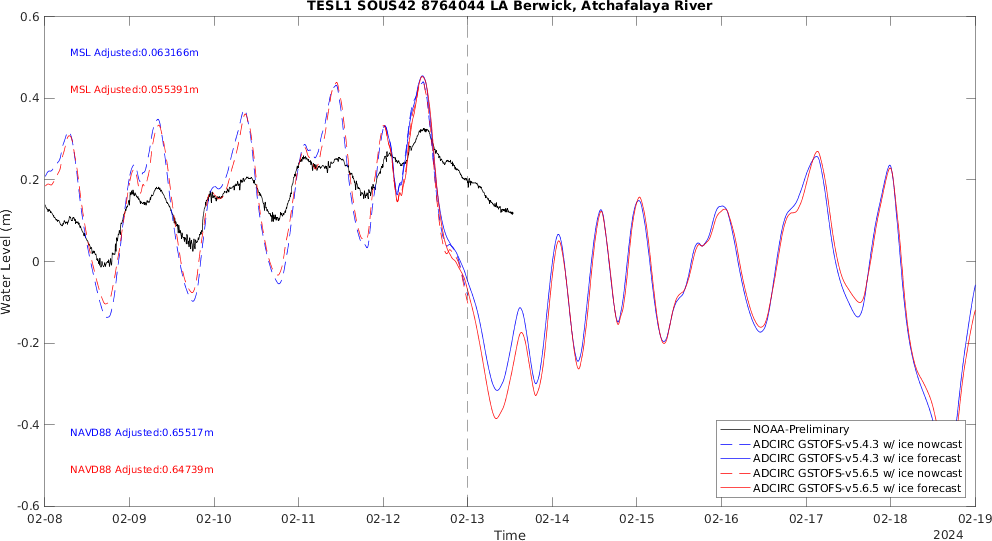 TESL1 SOUS42 8764044 LA Berwick, Atchafalaya River
0.6
MSL Adjusted:0.063166m
MSL Adjusted:0.055391m
0.4
0.2
0
-0.2
-0.4
-0.6
Water Level (m)
NAVD88 Adjusted:0.65517m
NAVD88 Adjusted:0.64739m
NOAA-Preliminary
ADCIRC GSTOFS-v5.4.3 w/ ice nowcast
ADCIRC GSTOFS-v5.4.3 w/ ice forecast
ADCIRC GSTOFS-v5.6.5 w/ ice nowcast
ADCIRC GSTOFS-v5.6.5 w/ ice forecast
02-08 02-09 02-10 02-11 02-12 02-13 02-14 02-15 02-16 02-17 02-18 02-19
Time
2024